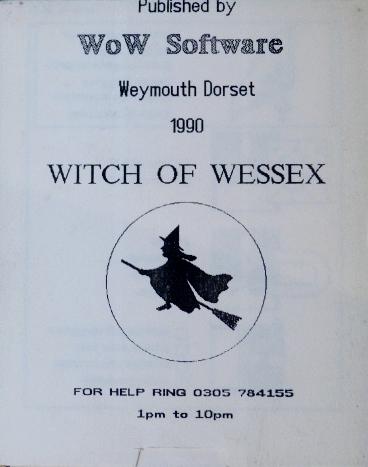 Published by
WoW Software
Weymouth Dorset
1990
WITCH OF WESSEX
FOR HELP RING 0305 784155
1pm to 10pm